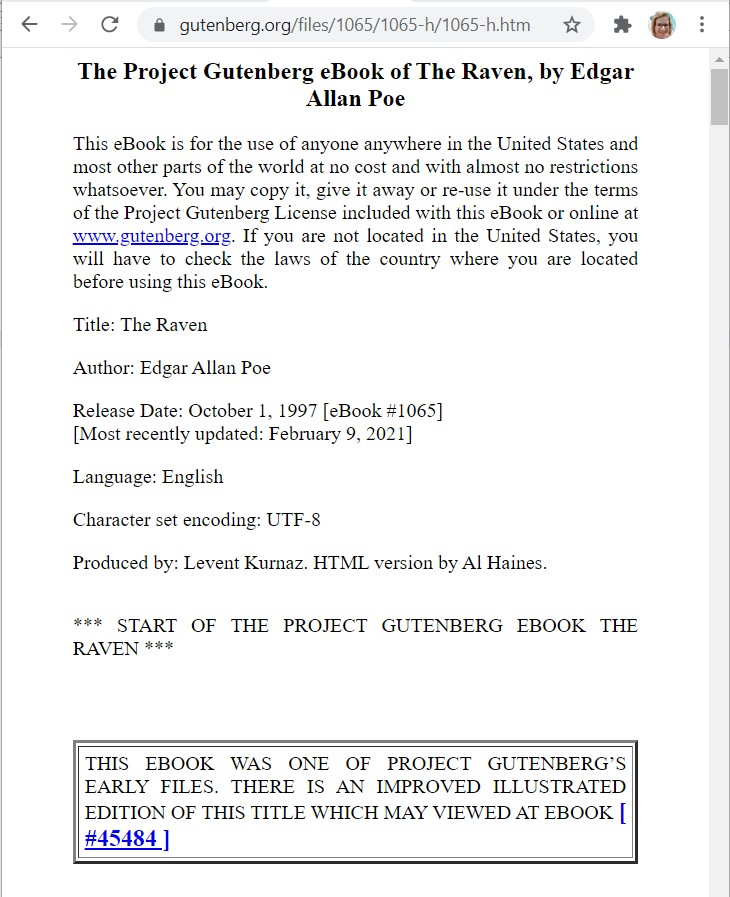 gutenberg.org/files/1065/1065-h/1065-h.htm
The Project Gutenberg eBook of The Raven, by Edgar
Allan Poe
This eBook is for the use of anyone anywhere in the United States and
most other parts of the world at no cost and with almost no restrictions
whatsoever. You may copy it, give it away or re-use it under the terms
of the Project Gutenberg License included with this eBook or online at
www.gutenberg.org. If you are not located in the United States, you
will have to check the laws of the country where you are located
before using this eBook.
Title: The Raven
Author: Edgar Allan Poe
Release Date: October 1, 1997 [eBook #1065]
[Most recently updated: February 9, 2021]
Language: English
Character set encoding: UTF-8
Produced by: Levent Kurnaz. HTML version by Al Haines.
*** START OF THE PROJECT GUTENBERG EBOOK THE
RAVEN ***
THIS EBOOK WAS ONE OF PROJECT GUTENBERG’S
EARLY FILES. THERE IS AN IMPROVED ILLUSTRATED
EDITION OF THIS TITLE WHICH MAY VIEWED AT EBOOK [
#45484 ]